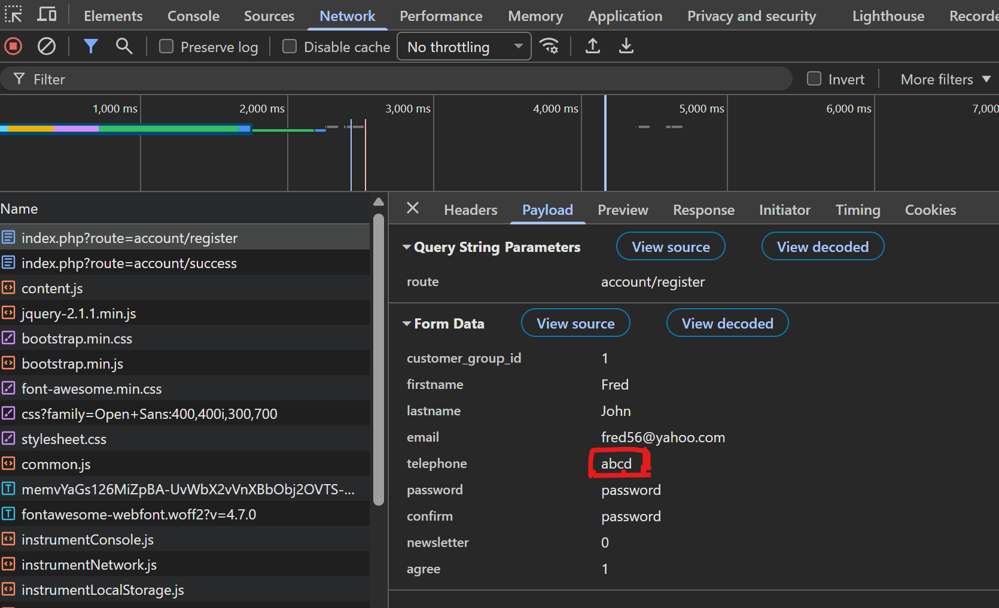 Elements Console Sources Network Performance Memory Application Privacy and security Lighthouse Recorde
Preserve log Disable cache No throttling
Filter Invert More filters
1,000 ms 2,000 ms 3,000 ms 4,000 ms 5,000 ms 6,000 ms 7,000
Name
index.php?route=account/register
index.php?route=account/success
content.js
jquery-2.1.1.min.js
bootstrap.min.css
bootstrap.min.js
font-awesome.min.css
css?family=Open+Sans:400,400i,300,700
stylesheet.css
common.js
memvYaGs126MiZpBA-UvWbX2vVnXBbObj2OVTS-...
fontawesome-webfont.woff2?v=4.7.0
instrumentConsole.js
instrumentNetwork.js
instrumentLocalStorage.js
Headers Payload Preview Response Initiator Timing Cookies
Query String Parameters View source View decoded
route account/register
Form Data View source View decoded
customer_group_id 1
firstname Fred
lastname John
email fred56@yahoo.com
telephone abcd
password password
confirm password
newsletter 0
agree 1